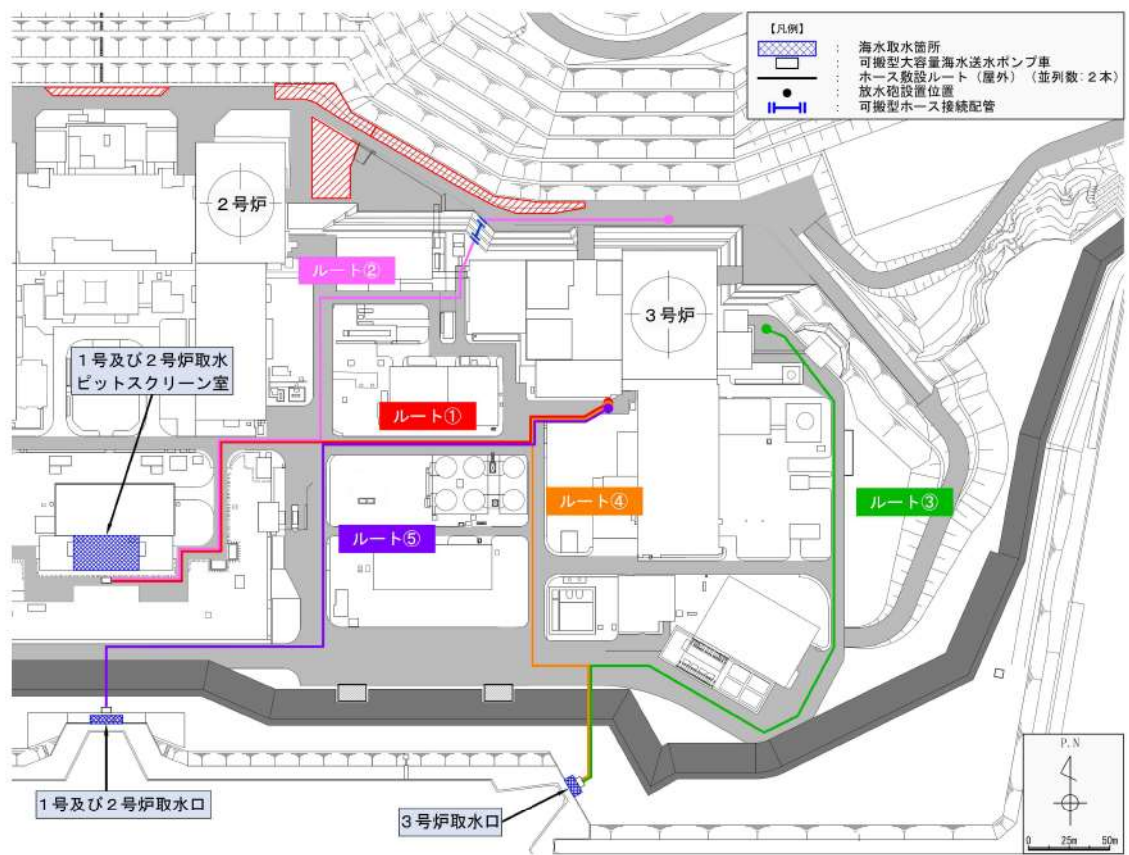 【凡例】
： 海水取水箇所
： 可搬型大容量海水送水ポンプ車
： ホース敷設ルート（屋外）（並列数：２本）
： 放水砲設置位置
： 可搬型ホース接続配管
２号炉
ルート②
３号炉
１号及び２号炉取水
ピットスクリーン室
ルート①
ルート④
ルート③
ルート⑤
１号及び２号炉取水口
３号炉取水口
P.N
0 25m 50m